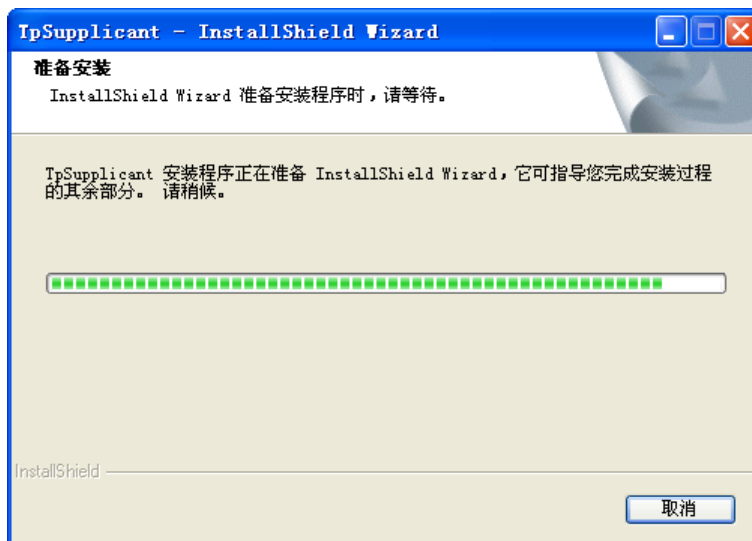 TpSupplicant - InstallShield Wizard
准备安装
InstallShield Wizard 准备安装程序时，请等待。
TpSupplicant 安装程序正在准备 InstallShield Wizard，它可指导您完成安装过程
的其余部分。 请稍候。
InstallShield
取消